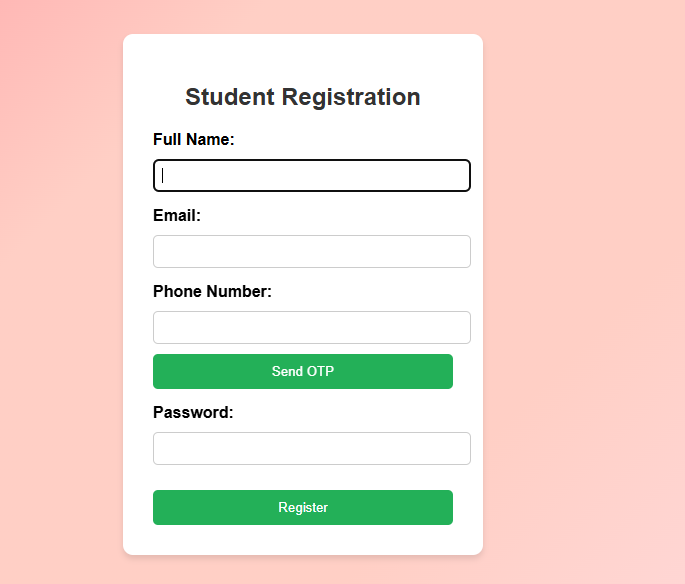 Student Registration
Full Name:
Email:
Phone Number:
Send OTP
Password:
Register